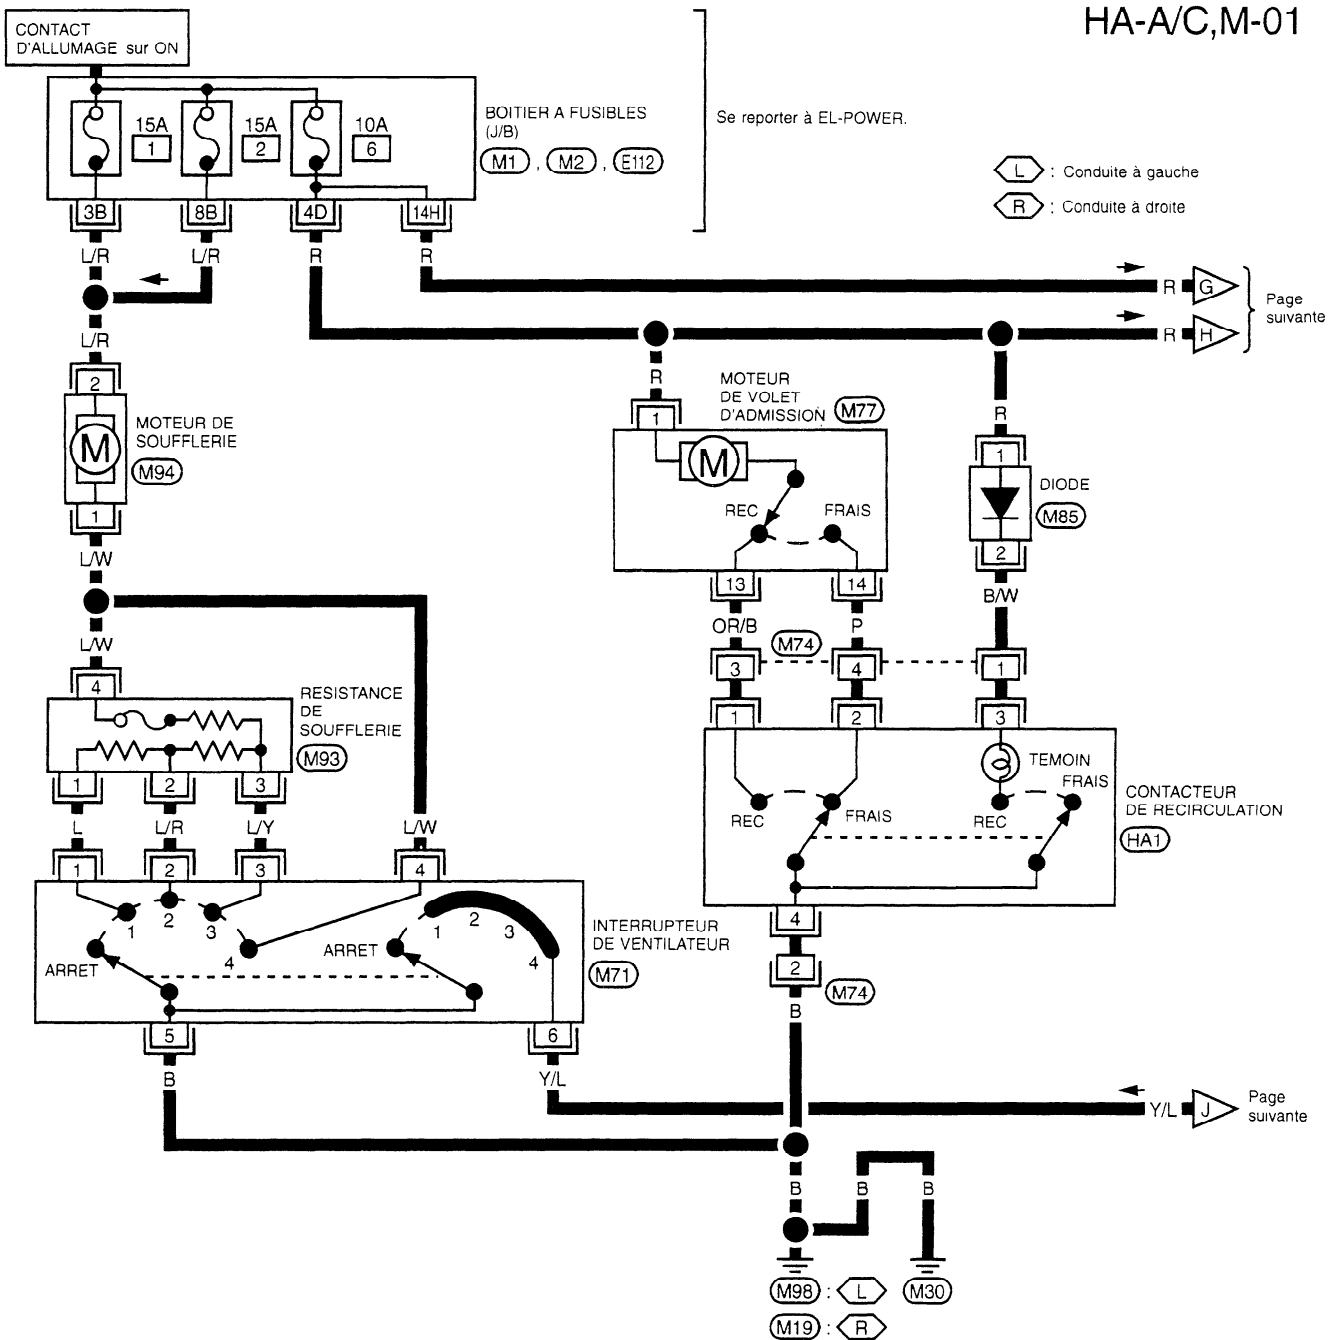 HA-A/C,M-01
CONTACT
D'ALLUMAGE sur ON
15A
1
15A
2
10A
6
BOITIER A FUSIBLES
(J/B)
M1 , M2 , E112
Se reporter à EL-POWER.
L : Conduite à gauche
R : Conduite à droite
3B 8B 4D 14H
L/R L/R R R
R G
R H
Page
suivante
L/R
2
M
MOTEUR DE
SOUFFLERIE
M94
1
L/W
R
1
MOTEUR
DE VOLET
D'ADMISSION M77
M
REC FRAIS
13 14
OR/B P
R
1
DIODE
M85
2
B/W
M74
3 4 1
1 2 3
TEMOIN
FRAIS
REC FRAIS REC
CONTACTEUR
DE RECIRCULATION
HA1
4
2
M74
B
L/W
4
RESISTANCE
DE
SOUFFLERIE
M93
1 2 3
L L/R L/Y L/W
1 2 3 4
1 2 3 4
ARRET
ARRET
1 2 3 4
INTERRUPTEUR
DE VENTILATEUR
M71
5 6
B Y/L
Y/L J
Page
suivante
B B B
M98 : L M30
M19 : R